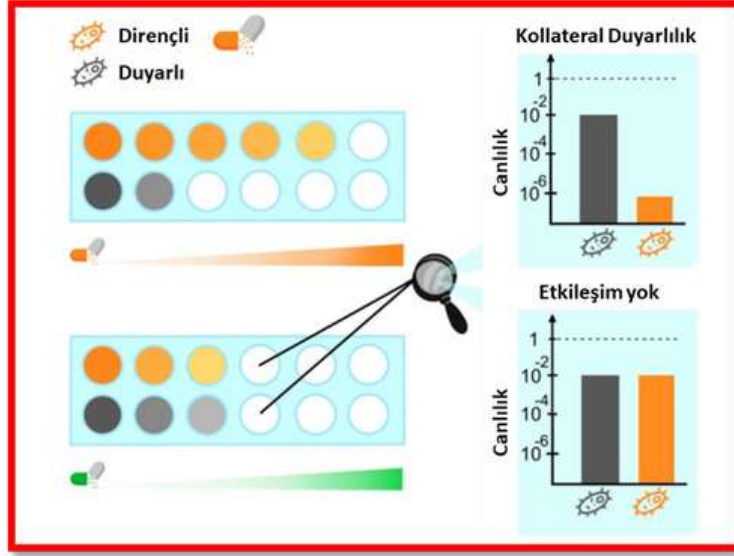 Dirençli
Duyarlı
Kollateral Duyarlılık
1
10-2
10-4
10-6
Canlılık
Etkileşim yok
1
10-2
10-4
10-6
Canlılık